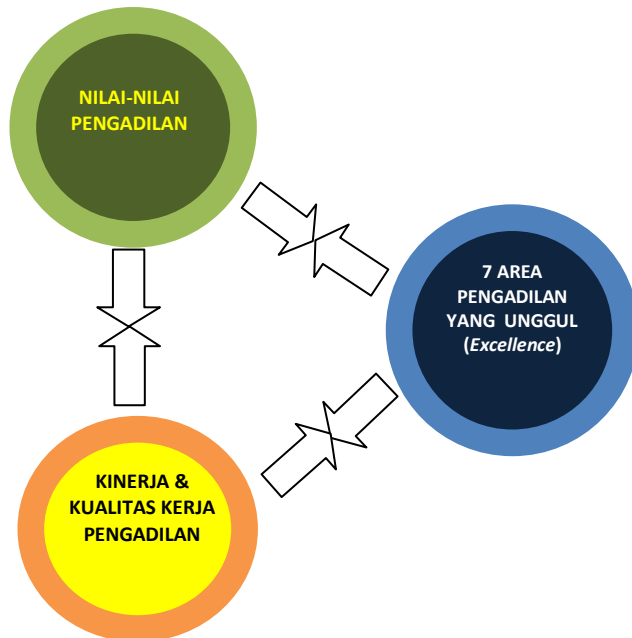 NILAI-NILAI
PENGADILAN
7 AREA
PENGADILAN
YANG UNGGUL
(Excellence)
KINERJA &
KUALITAS KERJA
PENGADILAN